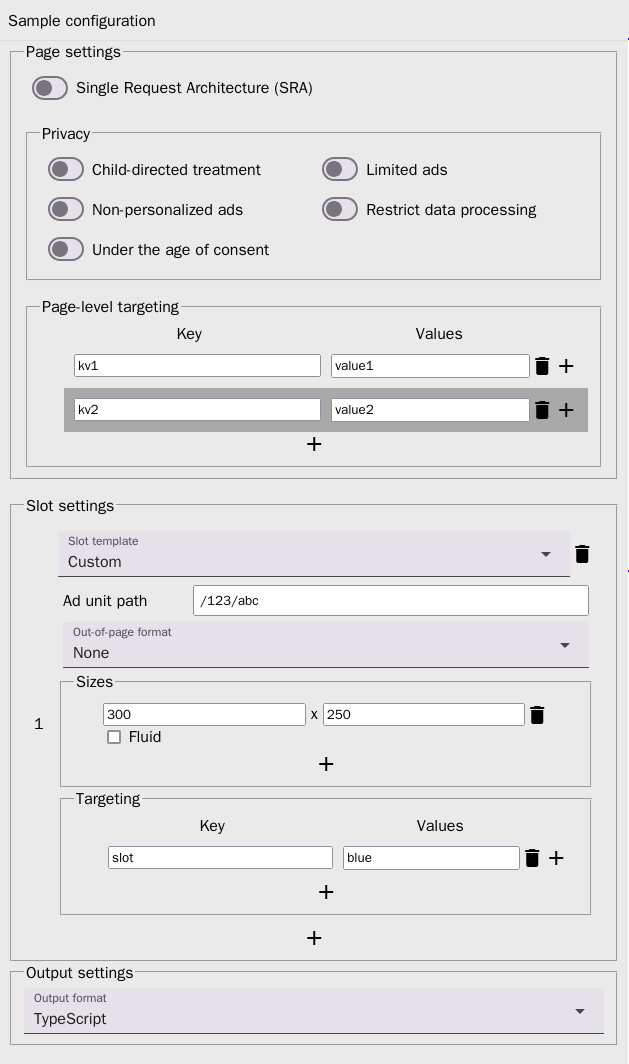 Sample configuration
Page settings
Single Request Architecture (SRA)
Privacy
Child-directed treatment Limited ads
Non-personalized ads Restrict data processing
Under the age of consent
Page-level targeting
Key Values
kv1 value1
kv2 value2
Slot settings
Slot template
Custom
Ad unit path /123/abc
Out-of-page format
None
Sizes
300 x 250
1
Fluid
Targeting
Key Values
slot blue
Output settings
Output format
TypeScript